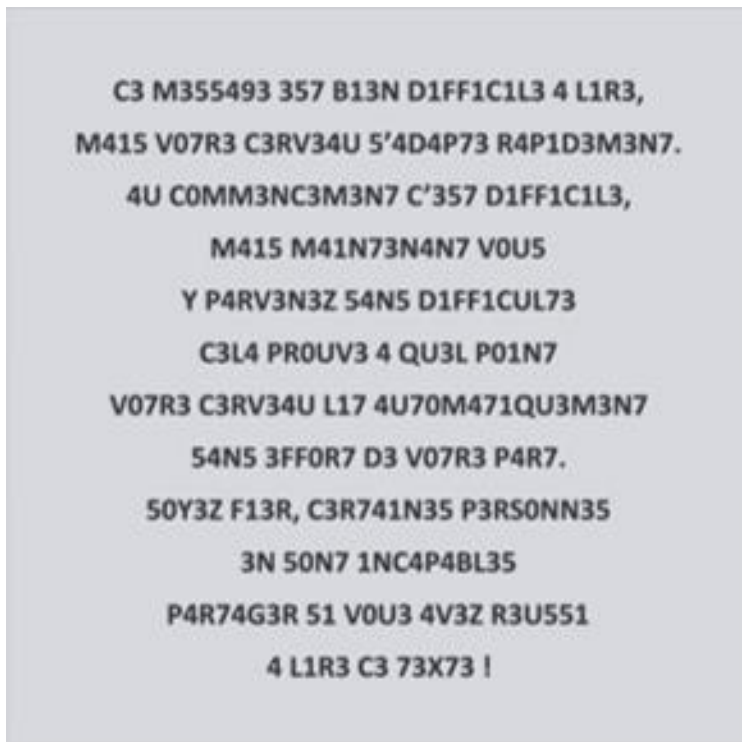 C3 M355493 357 B13N D1FF1C1L3 4 L1R3,
M415 V07R3 C3RV34U 5’4D4P73 R4P1D3M3N7.
4U C0MM3NC3M3N7 C’357 D1FF1C1L3,
M415 M41N73N4N7 V0U5
Y P4RV3N3Z 54N5 D1FF1CUL73
C3L4 PR0UV3 4 QU3L P01N7
V07R3 C3RV34U L17 4U70M471QU3M3N7
54N5 3FF0R7 D3 V07R3 P4R7.
50Y3Z F13R, C3R741N35 P3RS0NN35
3N 50N7 1NC4P4BL35
P4R74G3R 51 V0U3 4V3Z R3U551
4 L1R3 C3 73X73 !